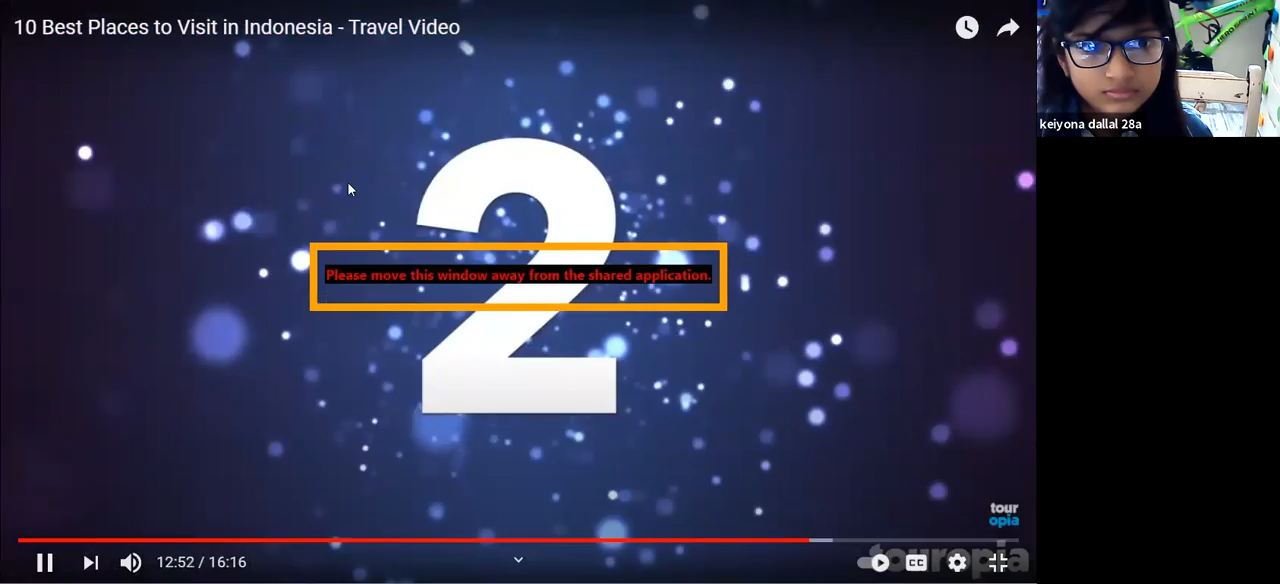 10 Best Places to Visit in Indonesia - Travel Video
keiyona dallal 28a
2
Please move this window away from the shared application.
tour
opia
12:52 / 16:16
CC
touropia